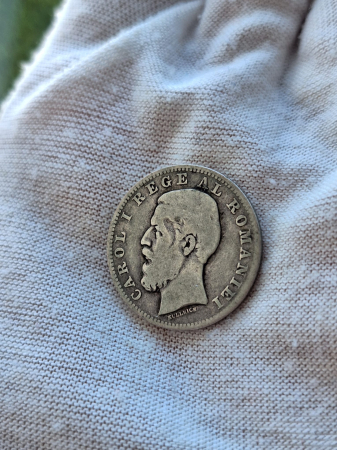 CAROL I REGE AL ROMANIEI
KULLRICH